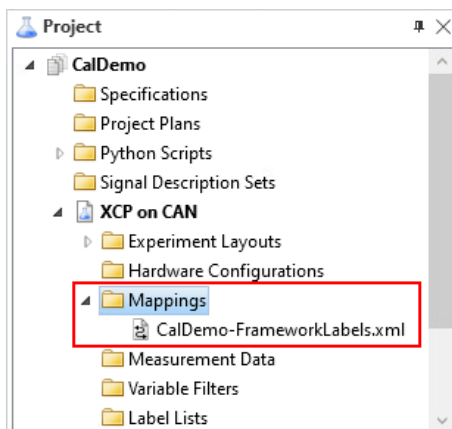 Project
CalDemo
Specifications
Project Plans
Python Scripts
Signal Description Sets
XCP on CAN
Experiment Layouts
Hardware Configurations
Mappings
CalDemo-FrameworkLabels.xml
Measurement Data
Variable Filters
Label Lists